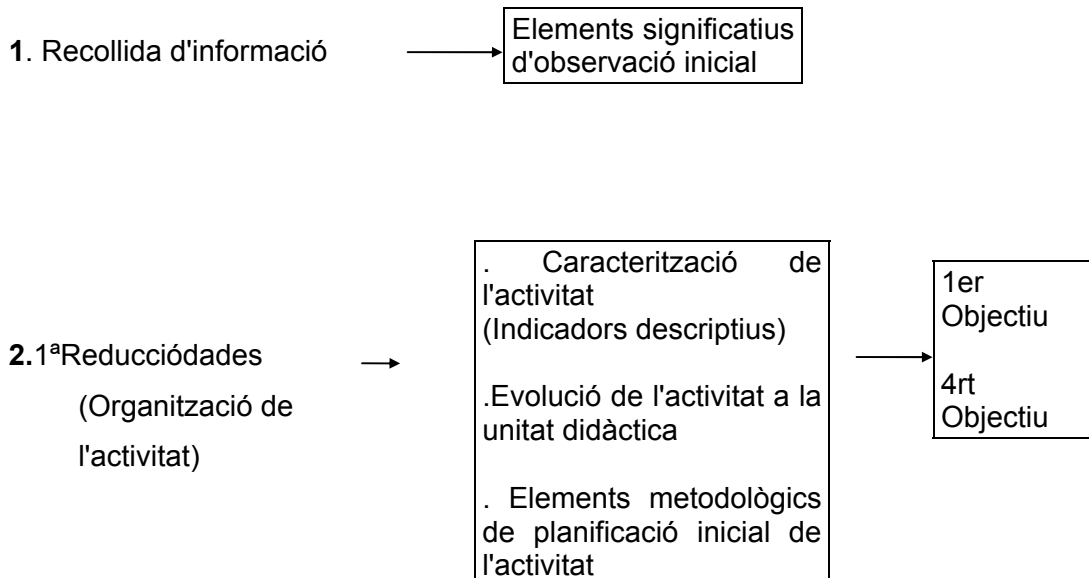 1. Recollida d'informació
Elements significatius
d'observació inicial
2.1ªReducciódades
(Organització de
l'activitat)
. Caracterització de
l'activitat
(Indicadors descriptius)
.Evolució de l'activitat a la
unitat didàctica
. Elements metodològics
de planificació inicial de
l'activitat
1er
Objectiu
4rt
Objectiu